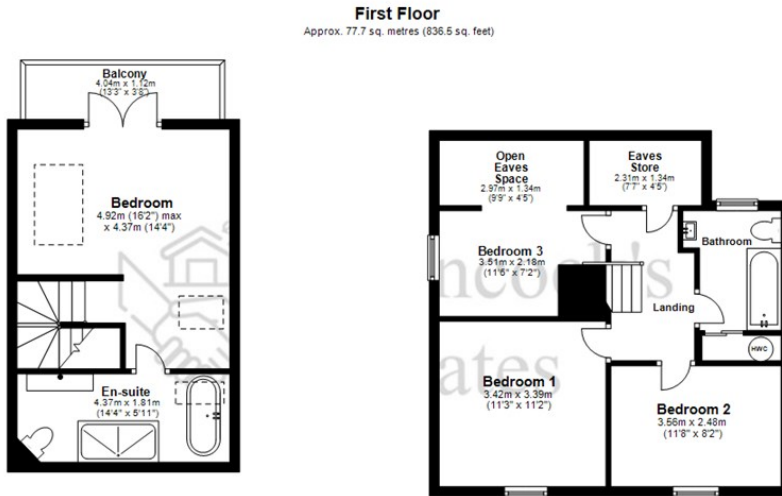 First Floor
Approx. 77.7 sq. metres (836.5 sq. feet)
Balcony
4.04m x 1.12m
(13'3" x 3'8")
Bedroom
4.92m (16'2") max
x 4.37m (14'4")
En-suite
4.37m x 1.81m
(14'4" x 5'11")
Open
Eaves
Space
2.97m x 1.34m
(9'9" x 4'5")
Eaves
Store
2.31m x 1.34m
(7'7" x 4'5")
Bedroom 3
3.51m x 2.18m
(11'6" x 7'2")
Bathroom
Landing
HWC
Bedroom 1
3.42m x 3.39m
(11'3" x 11'2")
Bedroom 2
3.56m x 2.48m
(11'8" x 8'2")